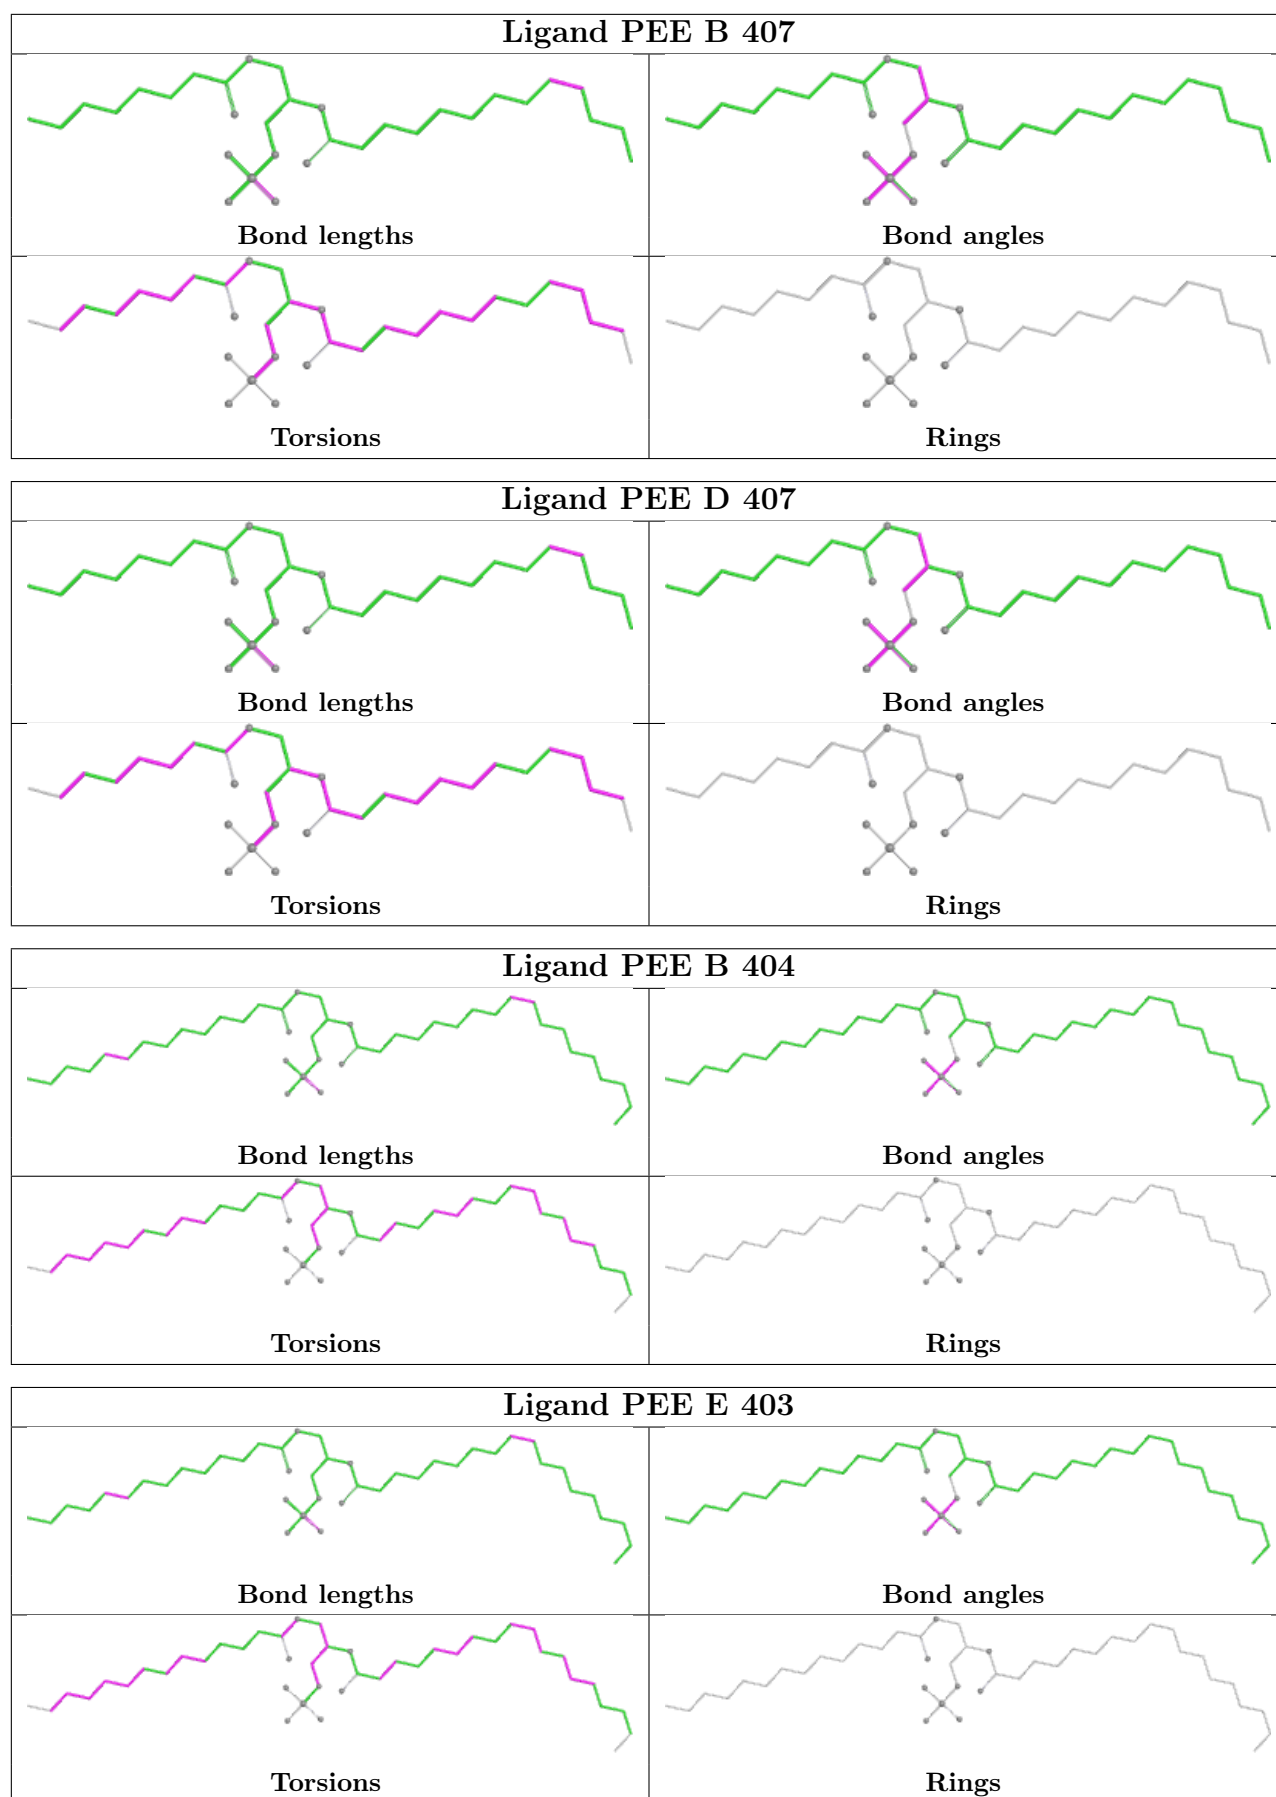 Ligand PEE B 407
Bond lengths
Bond angles
Torsions
Rings
Ligand PEE D 407
Bond lengths
Bond angles
Torsions
Rings
Ligand PEE B 404
Bond lengths
Bond angles
Torsions
Rings
Ligand PEE E 403
Bond lengths
Bond angles
Torsions
Rings